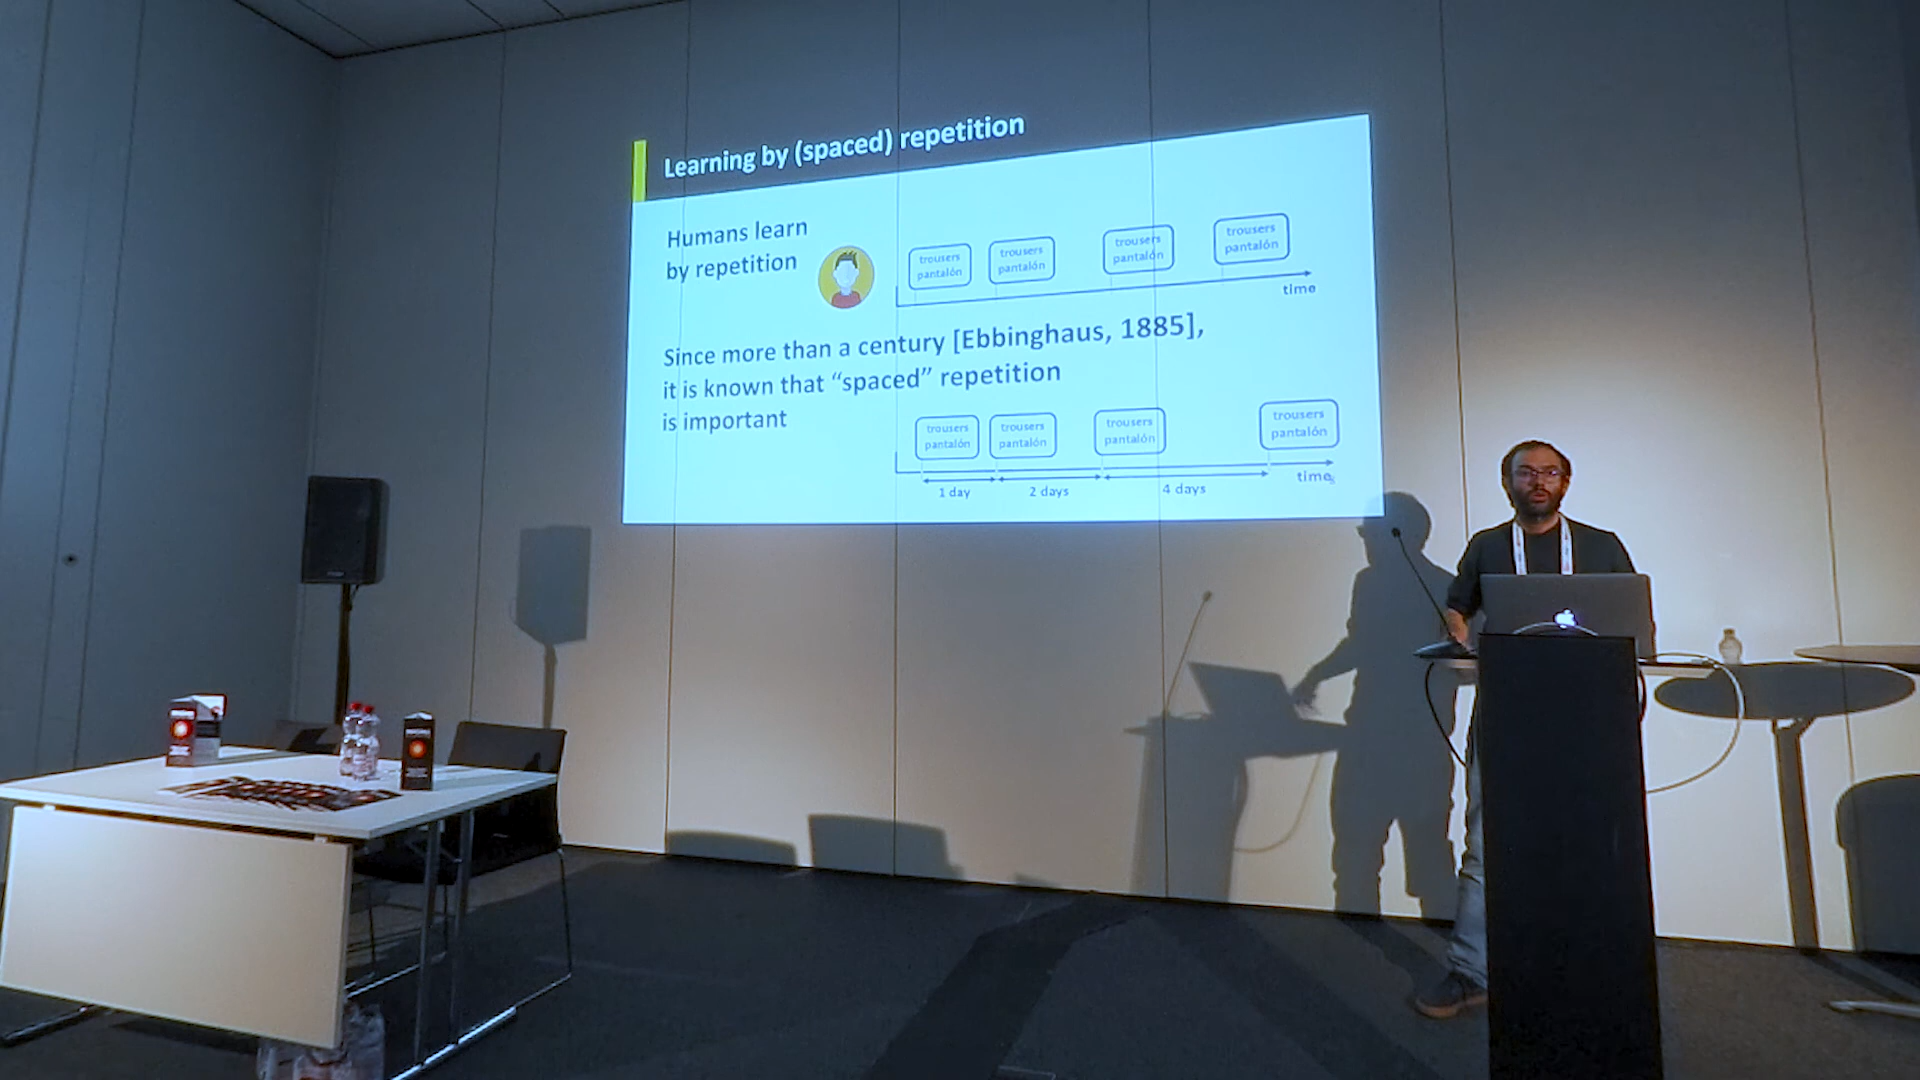 Learning by (spaced) repetition
Humans learn
by repetition
trousers
pantalón
trousers
pantalón
trousers
pantalón
trousers
pantalón
time
Since more than a century [Ebbinghaus, 1885],
it is known that “spaced” repetition
is important
trousers
pantalón
trousers
pantalón
trousers
pantalón
trousers
pantalón
1 day
2 days
4 days
time